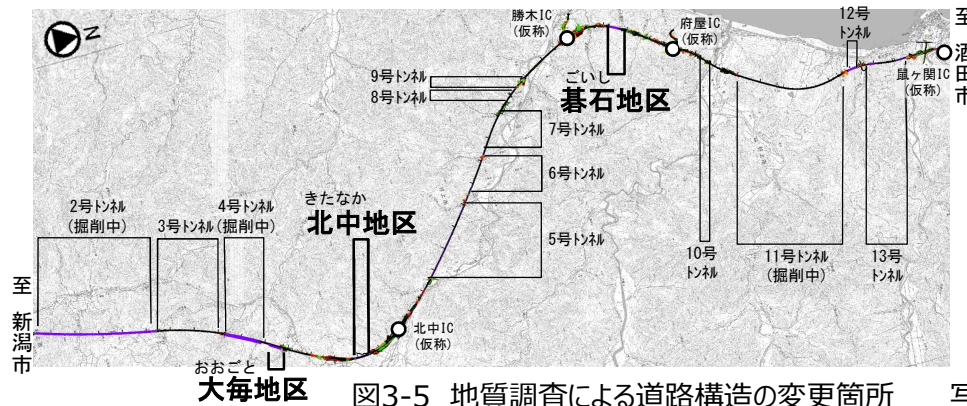 N
勝木IC
(仮称)
府屋IC
(仮称)
12号
トンネル
至
酒田市
鼠ヶ関IC
(仮称)
9号トンネル
8号トンネル
ごいし
碁石地区
7号トンネル
6号トンネル
5号トンネル
10号
トンネル
11号トンネル
(掘削中)
13号
トンネル
きたなか
北中地区
2号トンネル
(掘削中)
3号トンネル
4号トンネル
(掘削中)
至
新潟市
北中IC
(仮称)
おおごと
大毎地区
図3-5 地質調査による道路構造の変更箇所
写